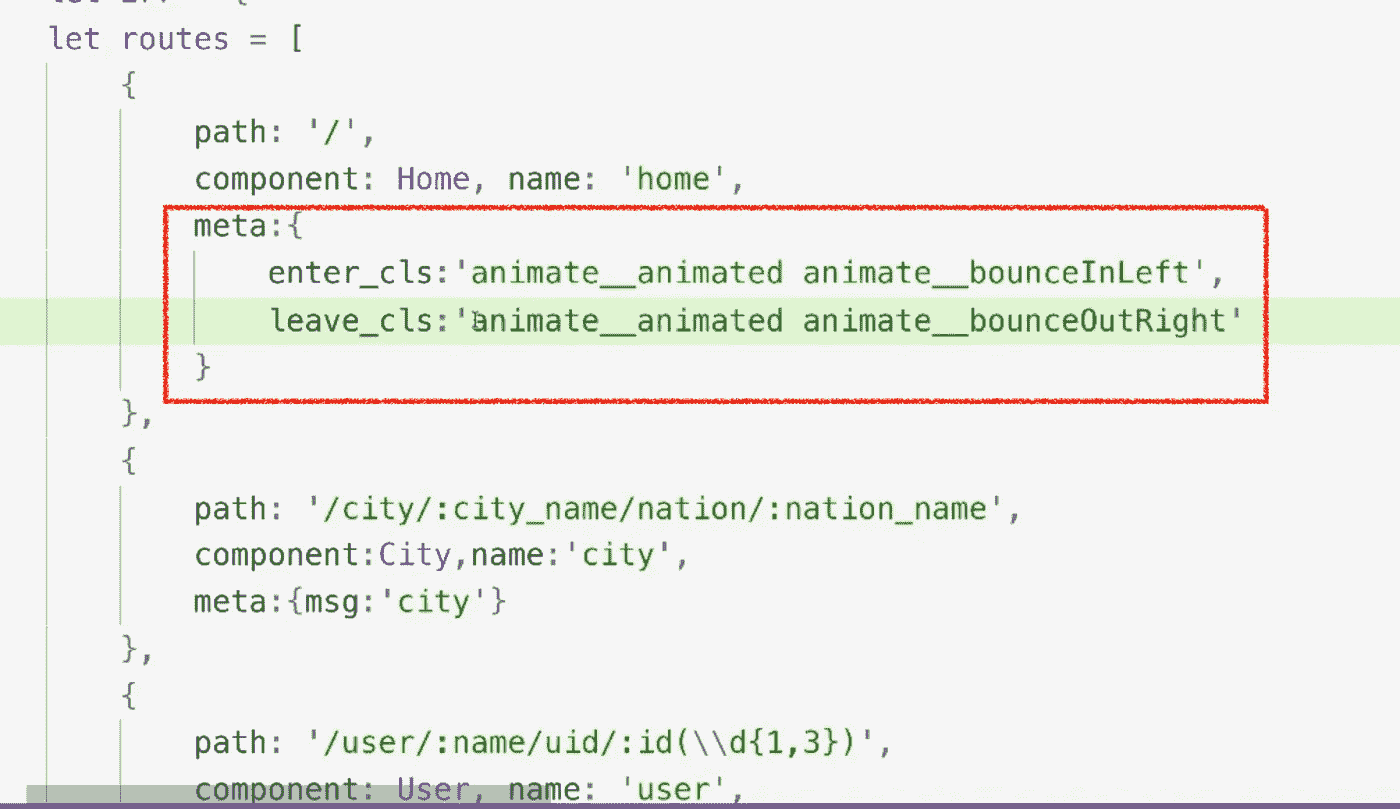 let routes = [
{
path: '/',
component: Home, name: 'home',
meta:{
enter_cls:'animate__animated animate__bounceInLeft',
leave_cls:'animate__animated animate__bounceOutRight'
}
},
{
path: '/city/:city_name/nation/:nation_name',
component:City,name:'city',
meta:{msg:'city'}
},
{
path: '/user/:name/uid/:id(\\d{1,3})',
component: User, name: 'user',